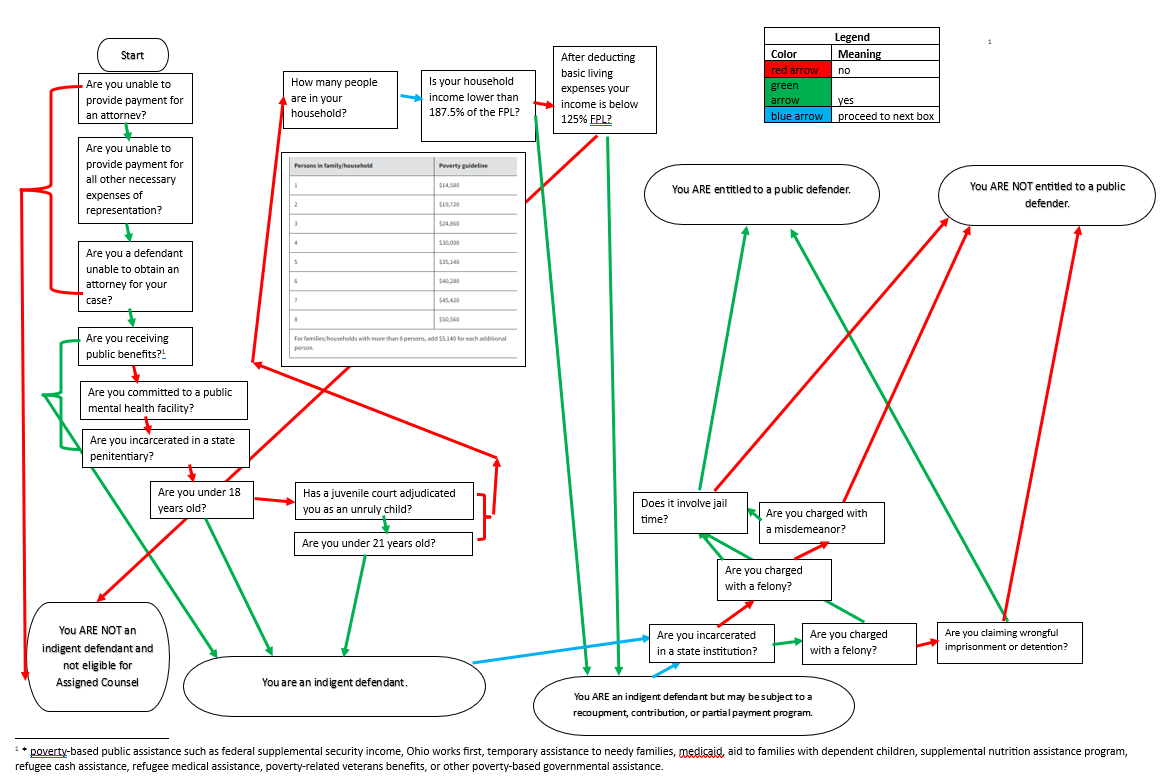 Start
Are you unable to
provide payment for
an attorney?
Are you unable to
provide payment for
all other necessary
expenses of
representation?
Are you a defendant
unable to obtain an
attorney for your
case?
Are you receiving
public benefits?1
Are you committed to a public
mental health facility?
Are you incarcerated in a state
penitentiary?
Are you under 18
years old?
Has a juvenile court adjudicated
you as an unruly child?
Are you under 21 years old?
How many people
are in your
household?
Is your household
income lower than
187.5% of the FPL?
After deducting
basic living
expenses your
income is below
125% FPL?
Persons in family/household Poverty guideline
1 $14,580
2 $19,720
3 $24,860
4 $30,000
5 $35,140
6 $40,280
7 $45,420
8 $50,560
For families/households with more than 8 persons, add $5,140 for each additional
person.
Legend
Color Meaning
red arrow no
green
arrow yes
blue arrow proceed to next box
1
You ARE entitled to a public defender.
You ARE NOT entitled to a public
defender.
Does it involve jail
time?
Are you charged with
a misdemeanor?
Are you charged
with a felony?
Are you incarcerated
in a state institution?
Are you charged
with a felony?
Are you claiming wrongful
imprisonment or detention?
You ARE NOT an
indigent defendant and
not eligible for
Assigned Counsel
You are an indigent defendant.
You ARE an indigent defendant but may be subject to a
recoupment, contribution, or partial payment program.
1 * poverty-based public assistance such as federal supplemental security income, Ohio works first, temporary assistance to needy families, medicaid, aid to families with dependent children, supplemental nutrition assistance program,
refugee cash assistance, refugee medical assistance, poverty-related veterans benefits, or other poverty-based governmental assistance.